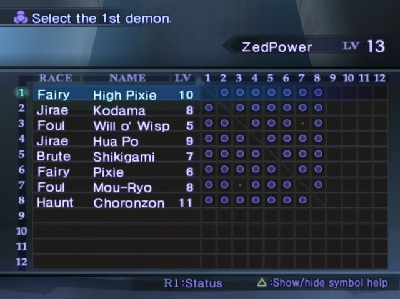 Select the 1st demon.
ZedPower LV 13
RACE NAME LV 1 2 3 4 5 6 7 8 9 10 11 12
1 Fairy High Pixie 10
2 Jirae Kodama 8
3 Foul Will o' Wisp 5
4 Jirae Hua Po 9
5 Brute Shikigami 7
6 Fairy Pixie 6
7 Foul Mou-Ryo 8
8 Haunt Choronzon 11
9
10
11
12
R1:Status △:Show/hide symbol help